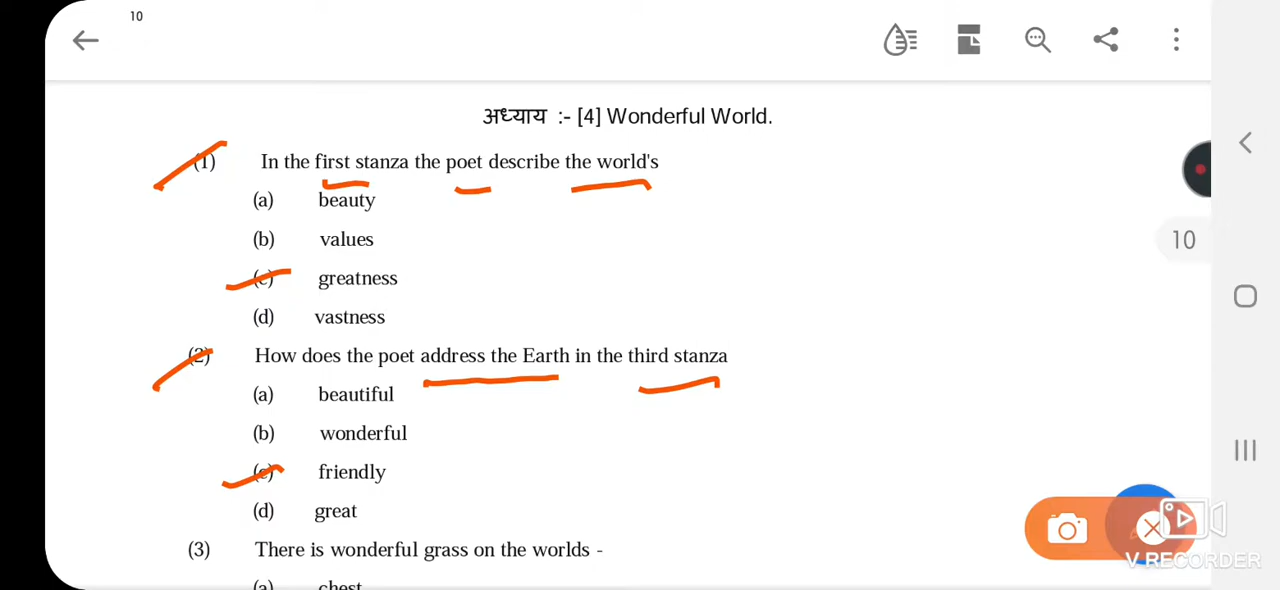 10
अध्याय :- [4] Wonderful World.
(1) In the first stanza the poet describe the world's
(a) beauty
(b) values
(c) greatness
(d) vastness
10
(2) How does the poet address the Earth in the third stanza
(a) beautiful
(b) wonderful
(c) friendly
(d) great
(3) There is wonderful grass on the worlds -
(a) chest
V RECORDER